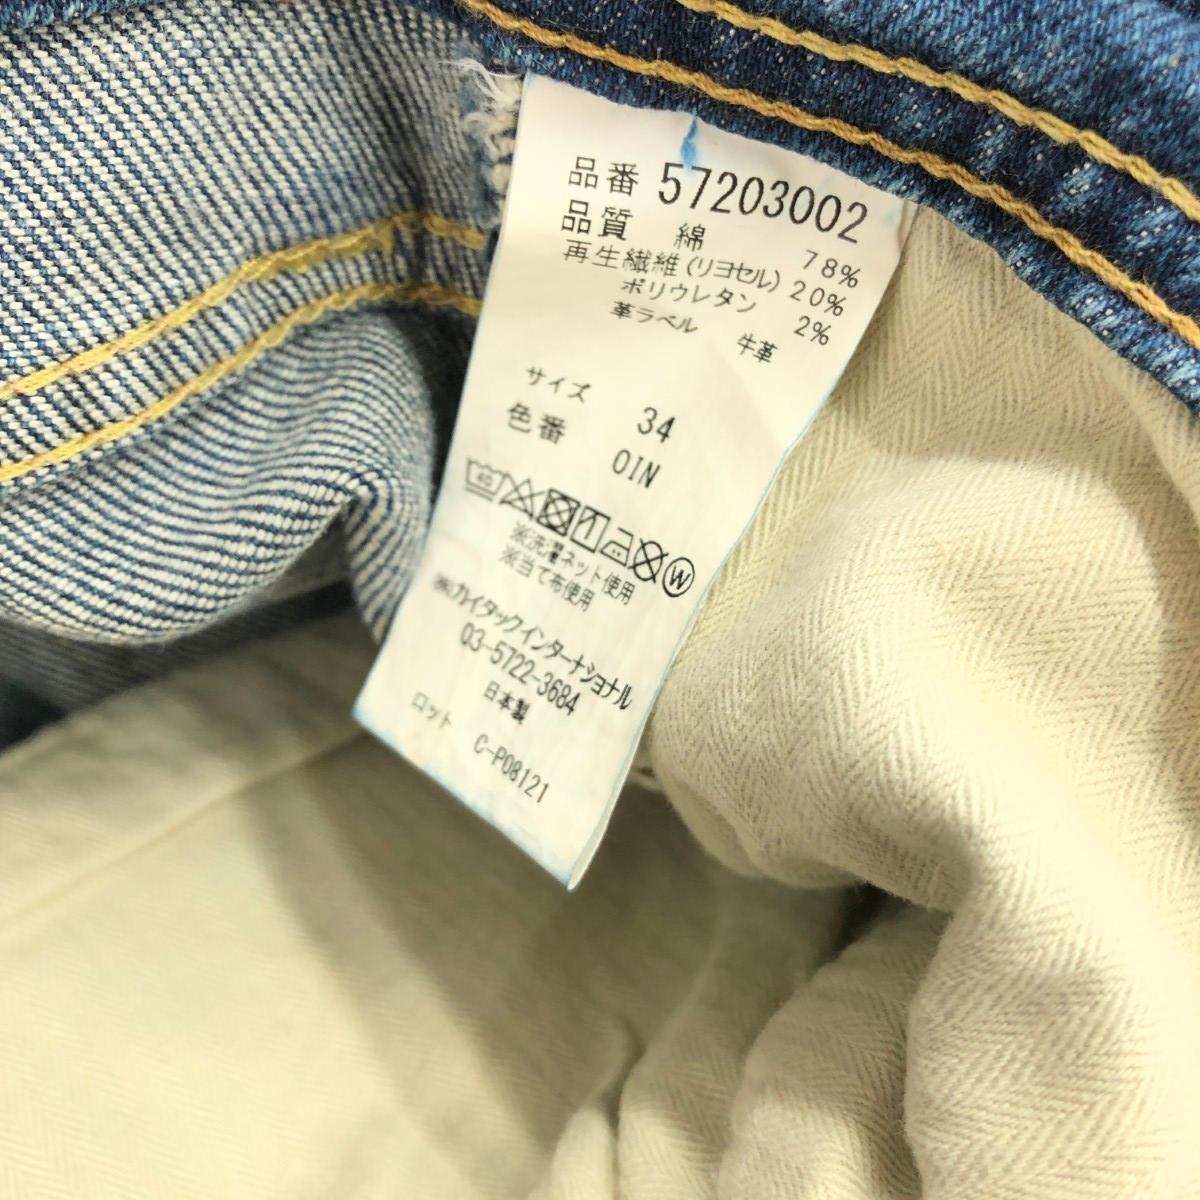 品番 57203002
品質 綿 78%
再生繊維(リヨセル) 20%
ポリウレタン 2%
革ラベル 牛革
サイズ 34
色番 OIN
40 W
※洗濯ネット使用
※当て布使用
㈱プレイタックインターナショナル
03-5722-3684
日本製
ロット C-P08121